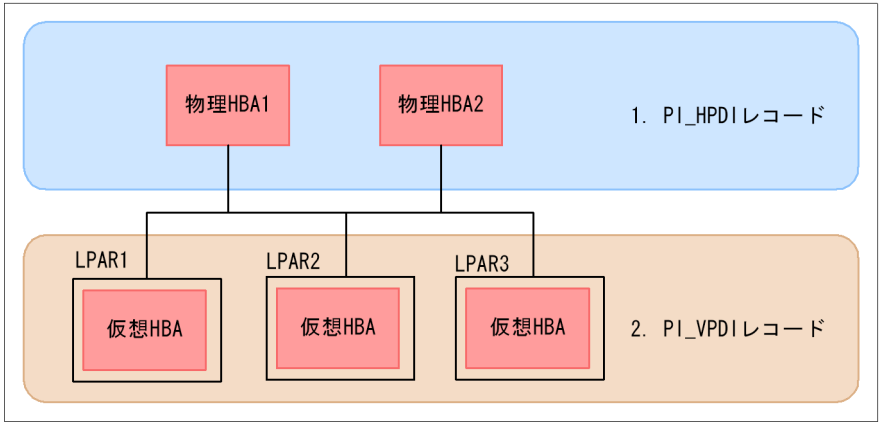 物理HBA1
物理HBA2
1. PI_HPDIレコード
LPAR1
LPAR2
LPAR3
仮想HBA
仮想HBA
仮想HBA
2. PI_VPDIレコード